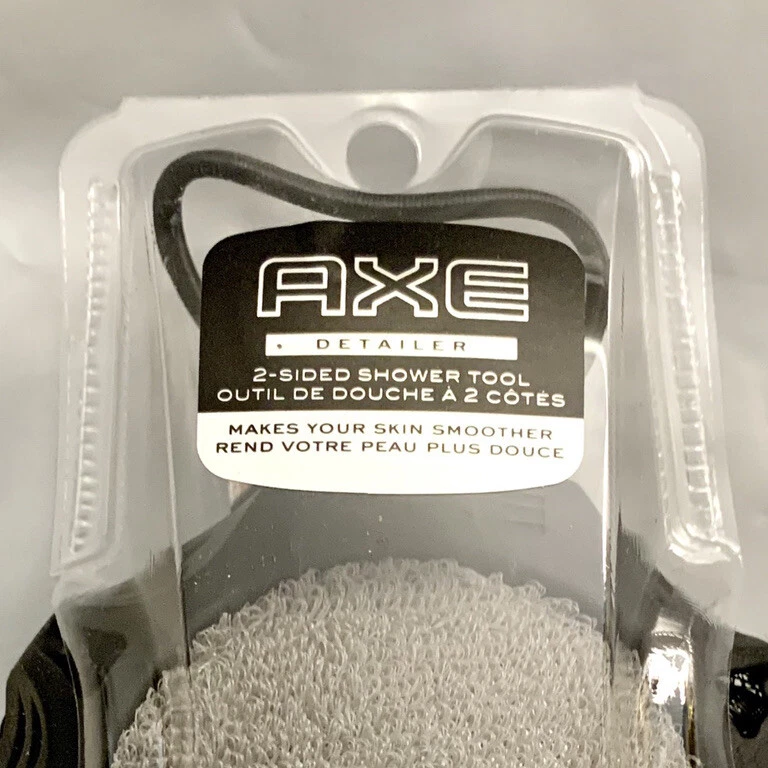 AXE
DETAILER
2-SIDED SHOWER TOOL
OUTIL DE DOUCHE À 2 CÔTÉS
MAKES YOUR SKIN SMOOTHER
REND VOTRE PEAU PLUS DOUCE